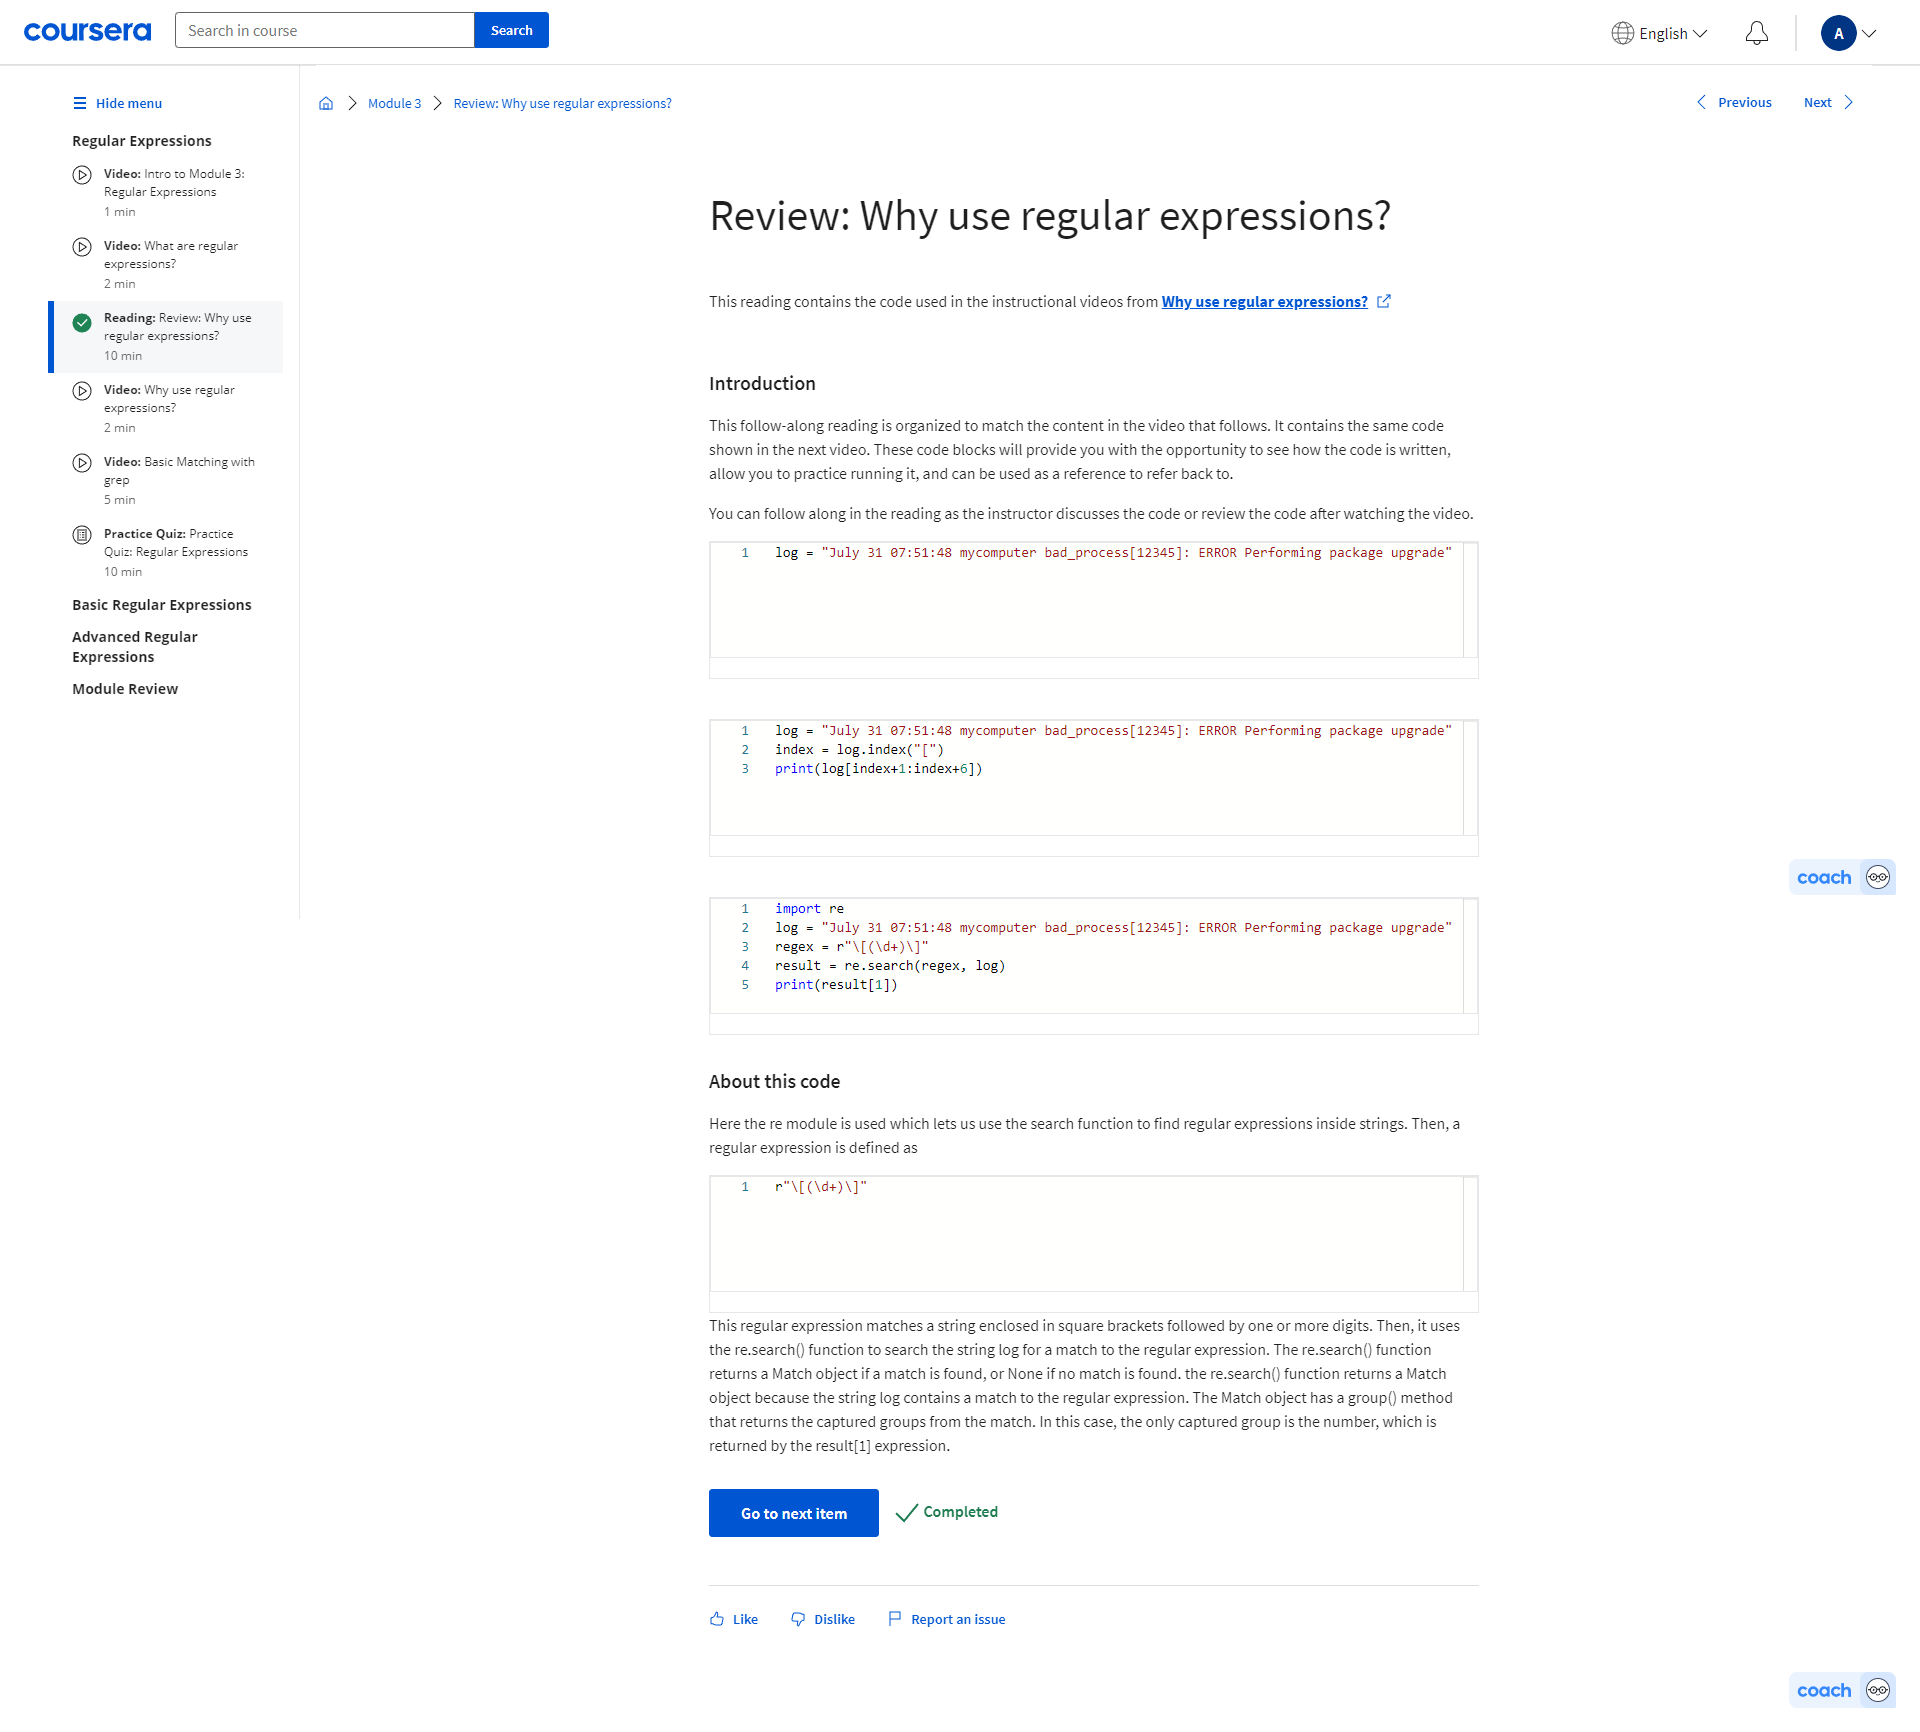 coursera
Search in course
Search
English
A
Hide menu
Regular Expressions
Video: Intro to Module 3:
Regular Expressions
1 min
Video: What are regular
expressions?
2 min
Reading: Review: Why use
regular expressions?
10 min
Video: Why use regular
expressions?
2 min
Video: Basic Matching with
grep
5 min
Practice Quiz: Practice
Quiz: Regular Expressions
10 min
Basic Regular Expressions
Advanced Regular
Expressions
Module Review
Module 3
Review: Why use regular expressions?
Previous
Next
Review: Why use regular expressions?
This reading contains the code used in the instructional videos from Why use regular expressions?
Introduction
This follow-along reading is organized to match the content in the video that follows. It contains the same code
shown in the next video. These code blocks will provide you with the opportunity to see how the code is written,
allow you to practice running it, and can be used as a reference to refer back to.
You can follow along in the reading as the instructor discusses the code or review the code after watching the video.
1 log = "July 31 07:51:48 mycomputer bad_process[12345]: ERROR Performing package upgrade"
1 log = "July 31 07:51:48 mycomputer bad_process[12345]: ERROR Performing package upgrade"
2 index = log.index("[")
3 print(log[index+1:index+6])
1 import re
2 log = "July 31 07:51:48 mycomputer bad_process[12345]: ERROR Performing package upgrade"
3 regex = r"\[(\d+)\]"
4 result = re.search(regex, log)
5 print(result[1])
coach
About this code
Here the re module is used which lets us use the search function to find regular expressions inside strings. Then, a
regular expression is defined as
1 r"\[(\d+)\]"
This regular expression matches a string enclosed in square brackets followed by one or more digits. Then, it uses
the re.search() function to search the string log for a match to the regular expression. The re.search() function
returns a Match object if a match is found, or None if no match is found. the re.search() function returns a Match
object because the string log contains a match to the regular expression. The Match object has a group() method
that returns the captured groups from the match. In this case, the only captured group is the number, which is
returned by the result[1] expression.
Go to next item
Completed
Like
Dislike
Report an issue
coach